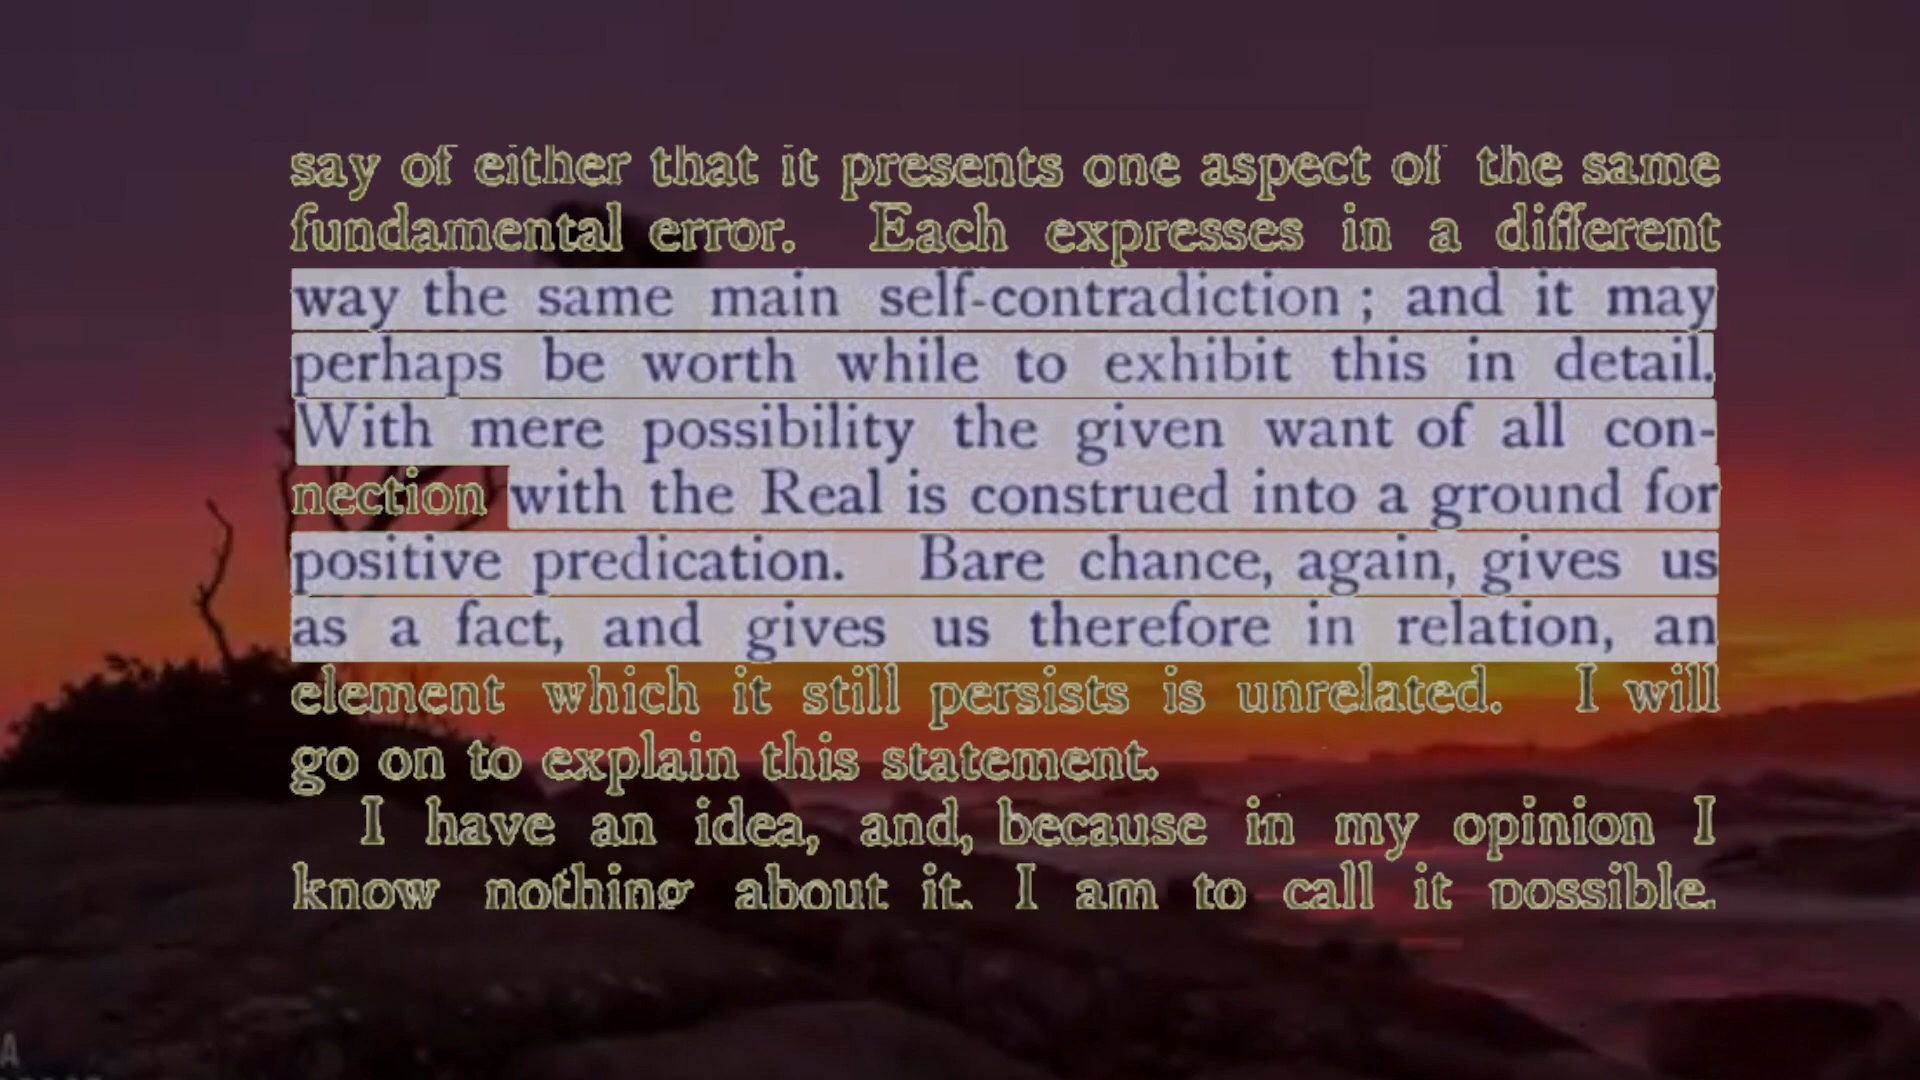 say of either that it presents one aspect of the same
fundamental error. Each expresses in a different
way the same main self-contradiction ; and it may
perhaps be worth while to exhibit this in detail.
With mere possibility the given want of all con-
nection with the Real is construed into a ground for
positive predication. Bare chance, again, gives us
as a fact, and gives us therefore in relation, an
element which it still persists is unrelated. I will
go on to explain this statement.
I have an idea, and, because in my opinion I
know nothing about it, I am to call it possible.